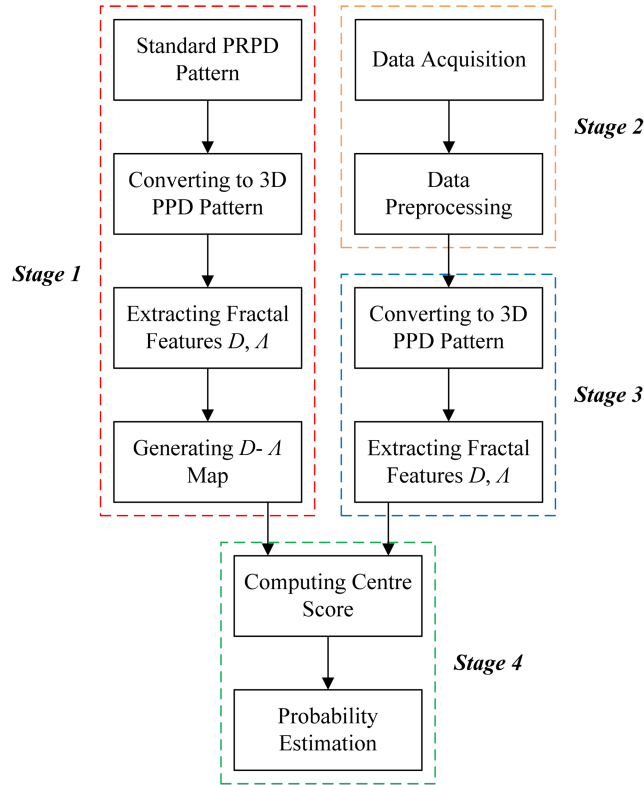 Standard PRPD
Pattern
Converting to 3D
PPD Pattern
Extracting Fractal
Features D, Λ
Generating D- Λ
Map
Stage 1
Data Acquisition
Data
Preprocessing
Stage 2
Converting to 3D
PPD Pattern
Extracting Fractal
Features D, Λ
Stage 3
Computing Centre
Score
Probability
Estimation
Stage 4